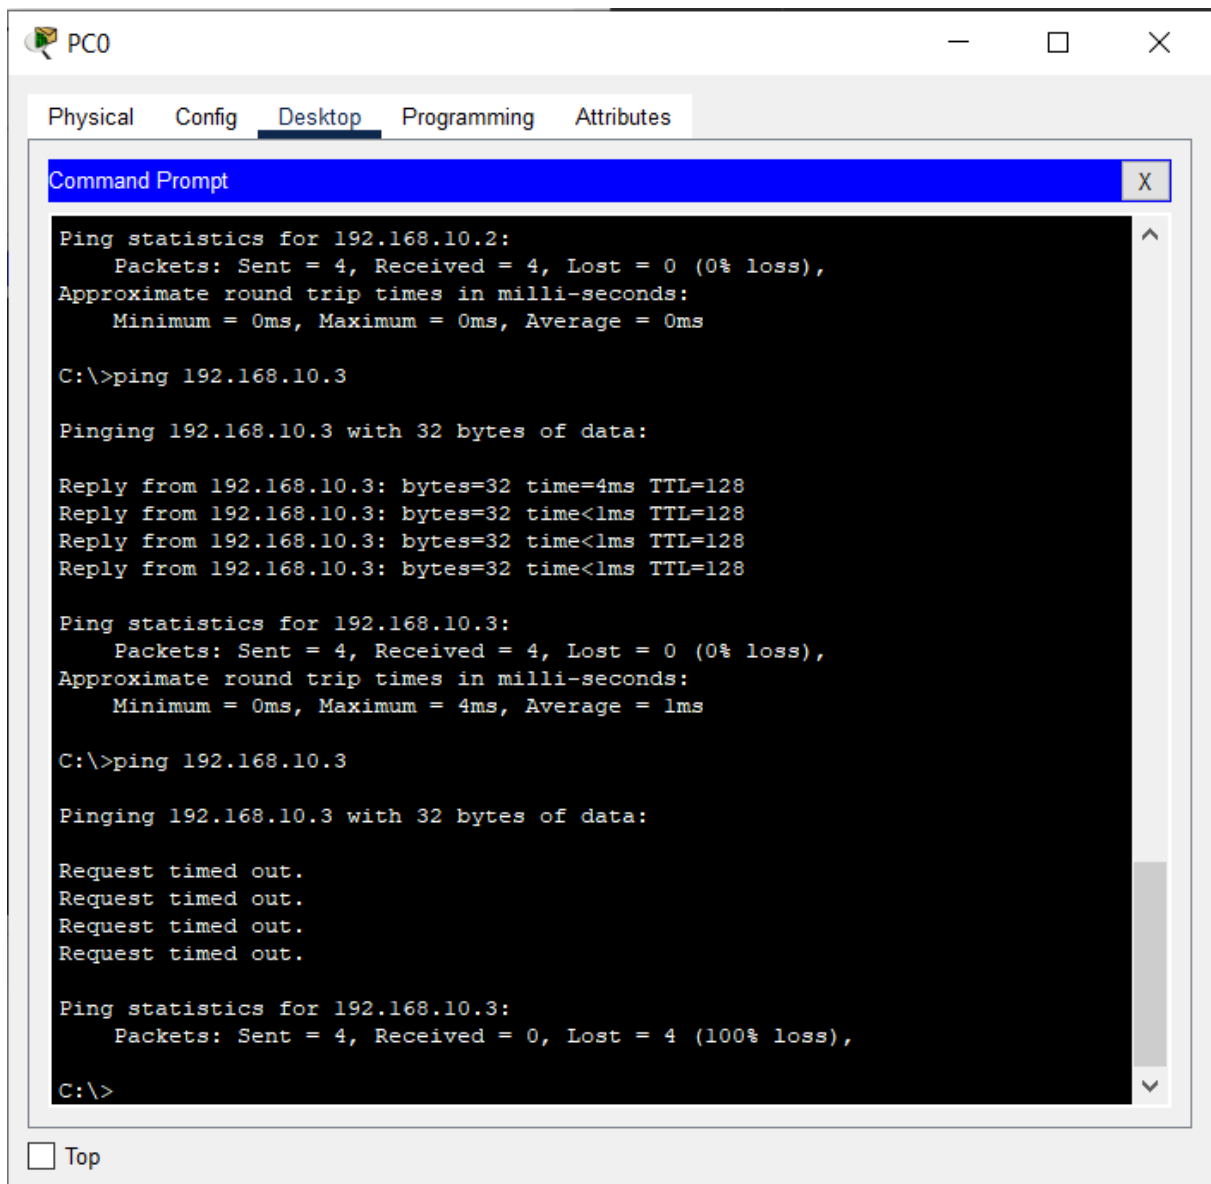 PC0
Physical Config Desktop Programming Attributes
Command Prompt X
Ping statistics for 192.168.10.2:
    Packets: Sent = 4, Received = 4, Lost = 0 (0% loss),
Approximate round trip times in milli-seconds:
    Minimum = 0ms, Maximum = 0ms, Average = 0ms
C:\>ping 192.168.10.3
Pinging 192.168.10.3 with 32 bytes of data:
Reply from 192.168.10.3: bytes=32 time=4ms TTL=128
Reply from 192.168.10.3: bytes=32 time<1ms TTL=128
Reply from 192.168.10.3: bytes=32 time<1ms TTL=128
Reply from 192.168.10.3: bytes=32 time<1ms TTL=128
Ping statistics for 192.168.10.3:
    Packets: Sent = 4, Received = 4, Lost = 0 (0% loss),
Approximate round trip times in milli-seconds:
    Minimum = 0ms, Maximum = 4ms, Average = 1ms
C:\>ping 192.168.10.3
Pinging 192.168.10.3 with 32 bytes of data:
Request timed out.
Request timed out.
Request timed out.
Request timed out.
Ping statistics for 192.168.10.3:
    Packets: Sent = 4, Received = 0, Lost = 4 (100% loss),
C:\>
Top